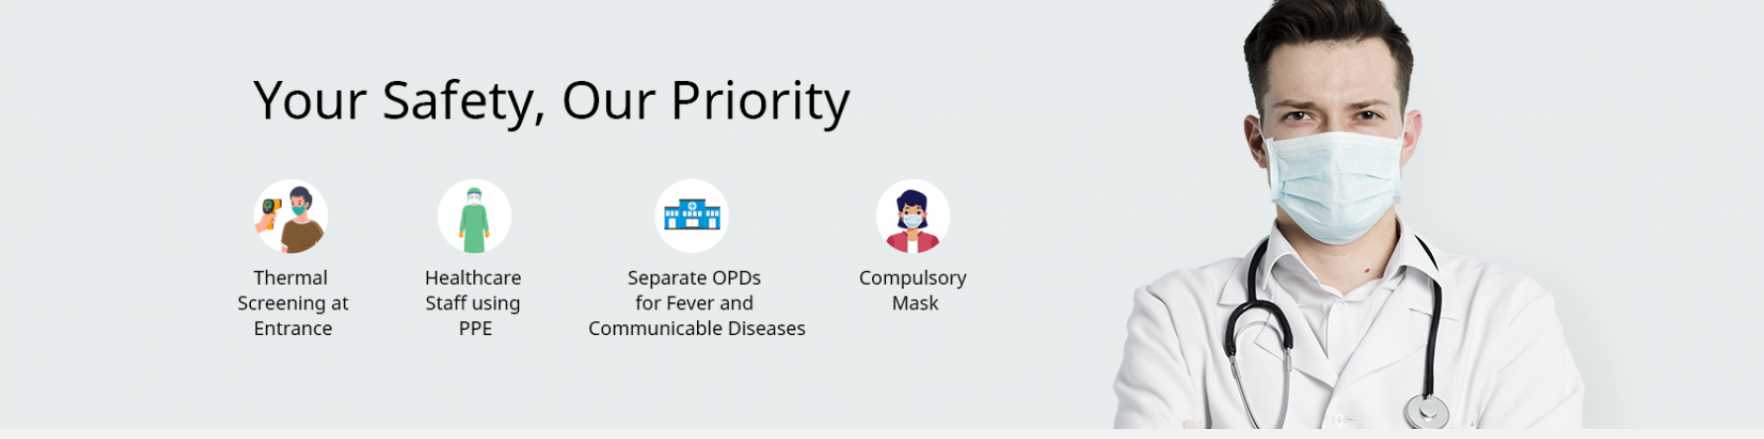 Your Safety, Our Priority
Thermal
Screening at
Entrance
Healthcare
Staff using
PPE
Separate OPDs
for Fever and
Communicable Diseases
Compulsory
Mask